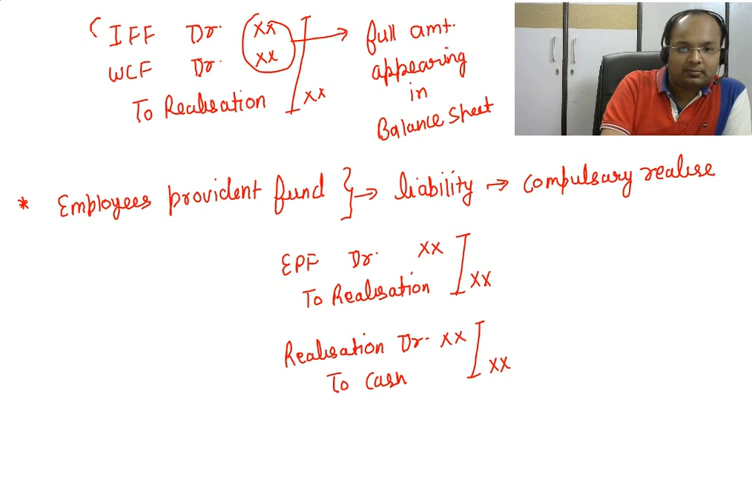 ( IFF Dr. xx
WCF Dr. xx
To Realisation xx
→ full amt.
appearing
in
Balance Sheet
* Employees provident fund } → liability → compulsary realise
EPF Dr. xx
To Realisation xx
Realisation Dr. xx
To Cash xx